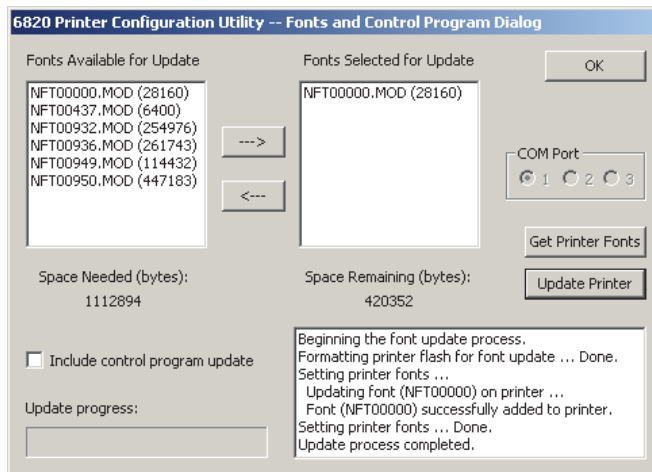 6820 Printer Configuration Utility -- Fonts and Control Program Dialog
Fonts Available for Update
NFT00000.MOD (28160)
NFT00437.MOD (6400)
NFT00932.MOD (254976)
NFT00936.MOD (261743)
NFT00949.MOD (114432)
NFT00950.MOD (447183)
--->
<---
Fonts Selected for Update
NFT00000.MOD (28160)
OK
COM Port
1 2 3
Get Printer Fonts
Update Printer
Space Needed (bytes):
1112894
Space Remaining (bytes):
420352
Include control program update
Update progress:
Beginning the font update process.
Formatting printer flash for font update ... Done.
Setting printer fonts ...
Updating font (NFT00000) on printer ...
Font (NFT00000) successfully added to printer.
Setting printer fonts ... Done.
Update process completed.